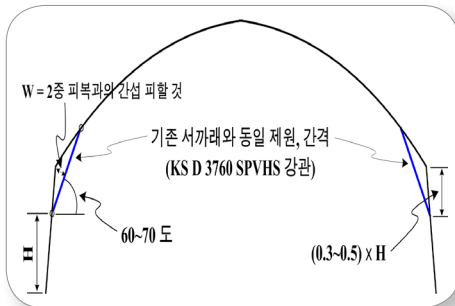 W = 2중 피복과의 간섭 피할 것
기존 서까래와 동일 제원, 간격
(KS D 3760 SPVHS 강관)
60~70 도
(0.3~0.5) x H
H